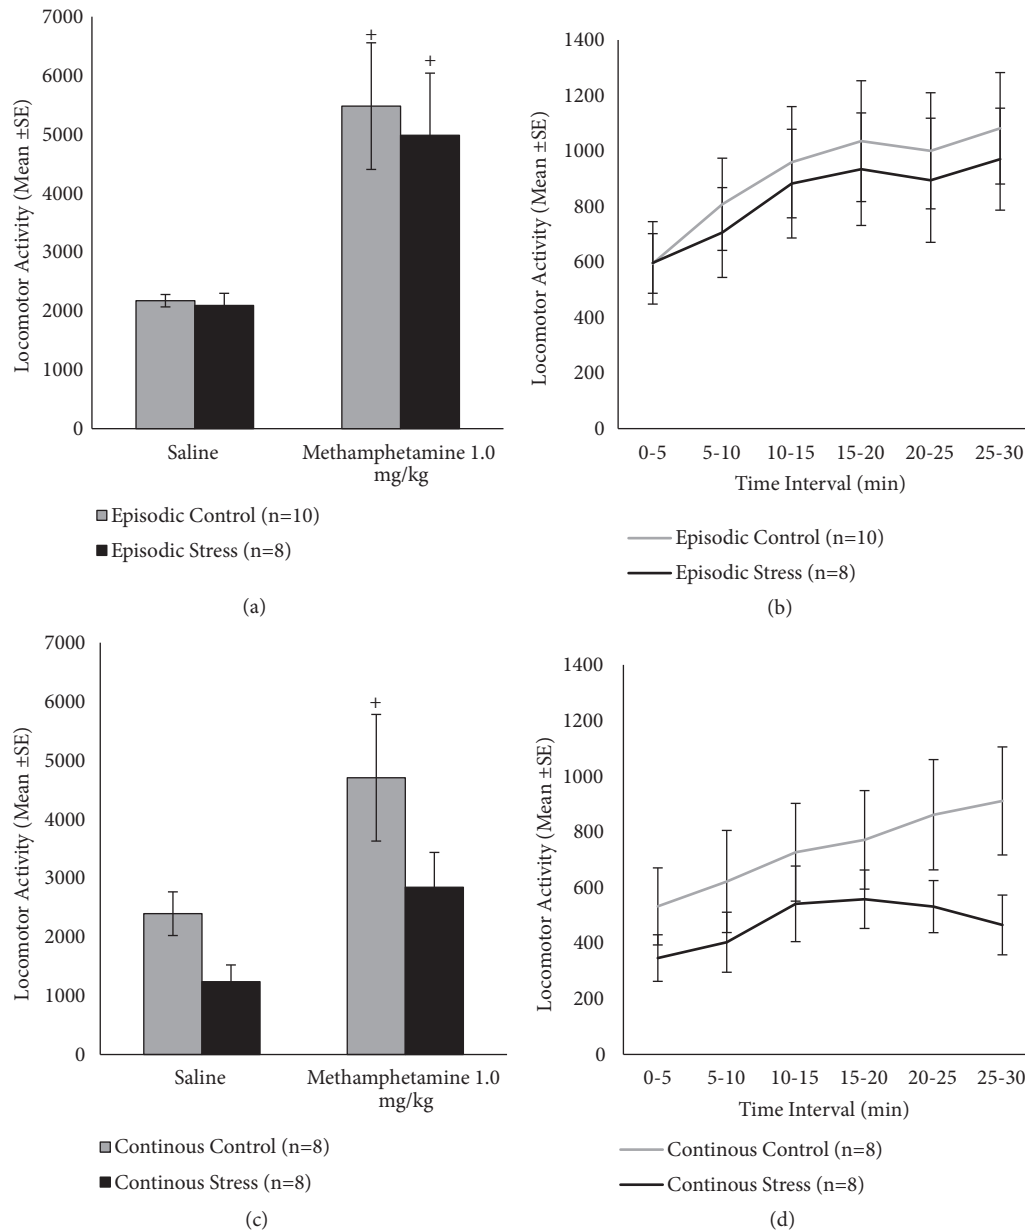 7000
6000
5000
4000
3000
2000
1000
0
Locomotor Activity (Mean ±SE)
+
+
Saline
Methamphetamine 1.0
mg/kg
Episodic Control (n=10)
Episodic Stress (n=8)
(a)
1400
1200
1000
800
600
400
200
0
Locomotor Activity (Mean ±SE)
0-5 5-10 10-15 15-20 20-25 25-30
Time Interval (min)
Episodic Control (n=10)
Episodic Stress (n=8)
(b)
7000
6000
5000
4000
3000
2000
1000
0
Locomotor Activity (Mean ±SE)
+
Saline
Methamphetamine 1.0
mg/kg
Continous Control (n=8)
Continous Stress (n=8)
(c)
1400
1200
1000
800
600
400
200
0
Locomotor Activity (Mean ±SE)
0-5 5-10 10-15 15-20 20-25 25-30
Time Interval (min)
Continous Control (n=8)
Continous Stress (n=8)
(d)